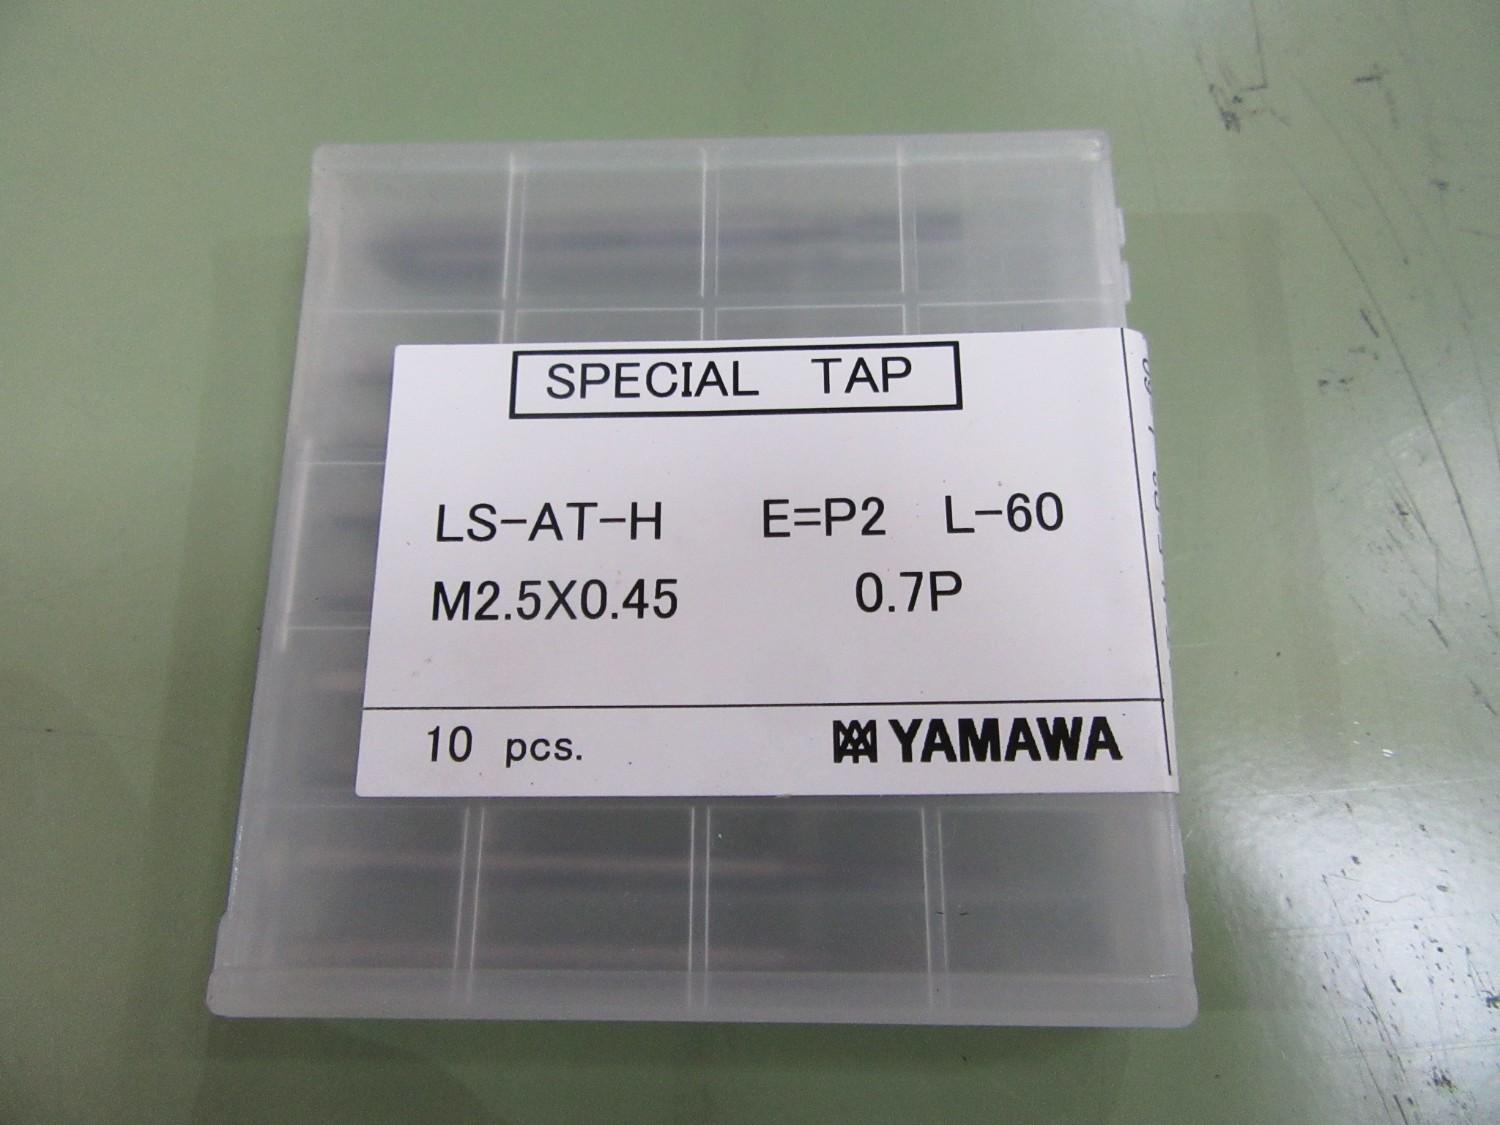 SPECIAL TAP
LS-AT-H E=P2 L-60
M2.5X0.45 0.7P
10 pcs. YAMAWA